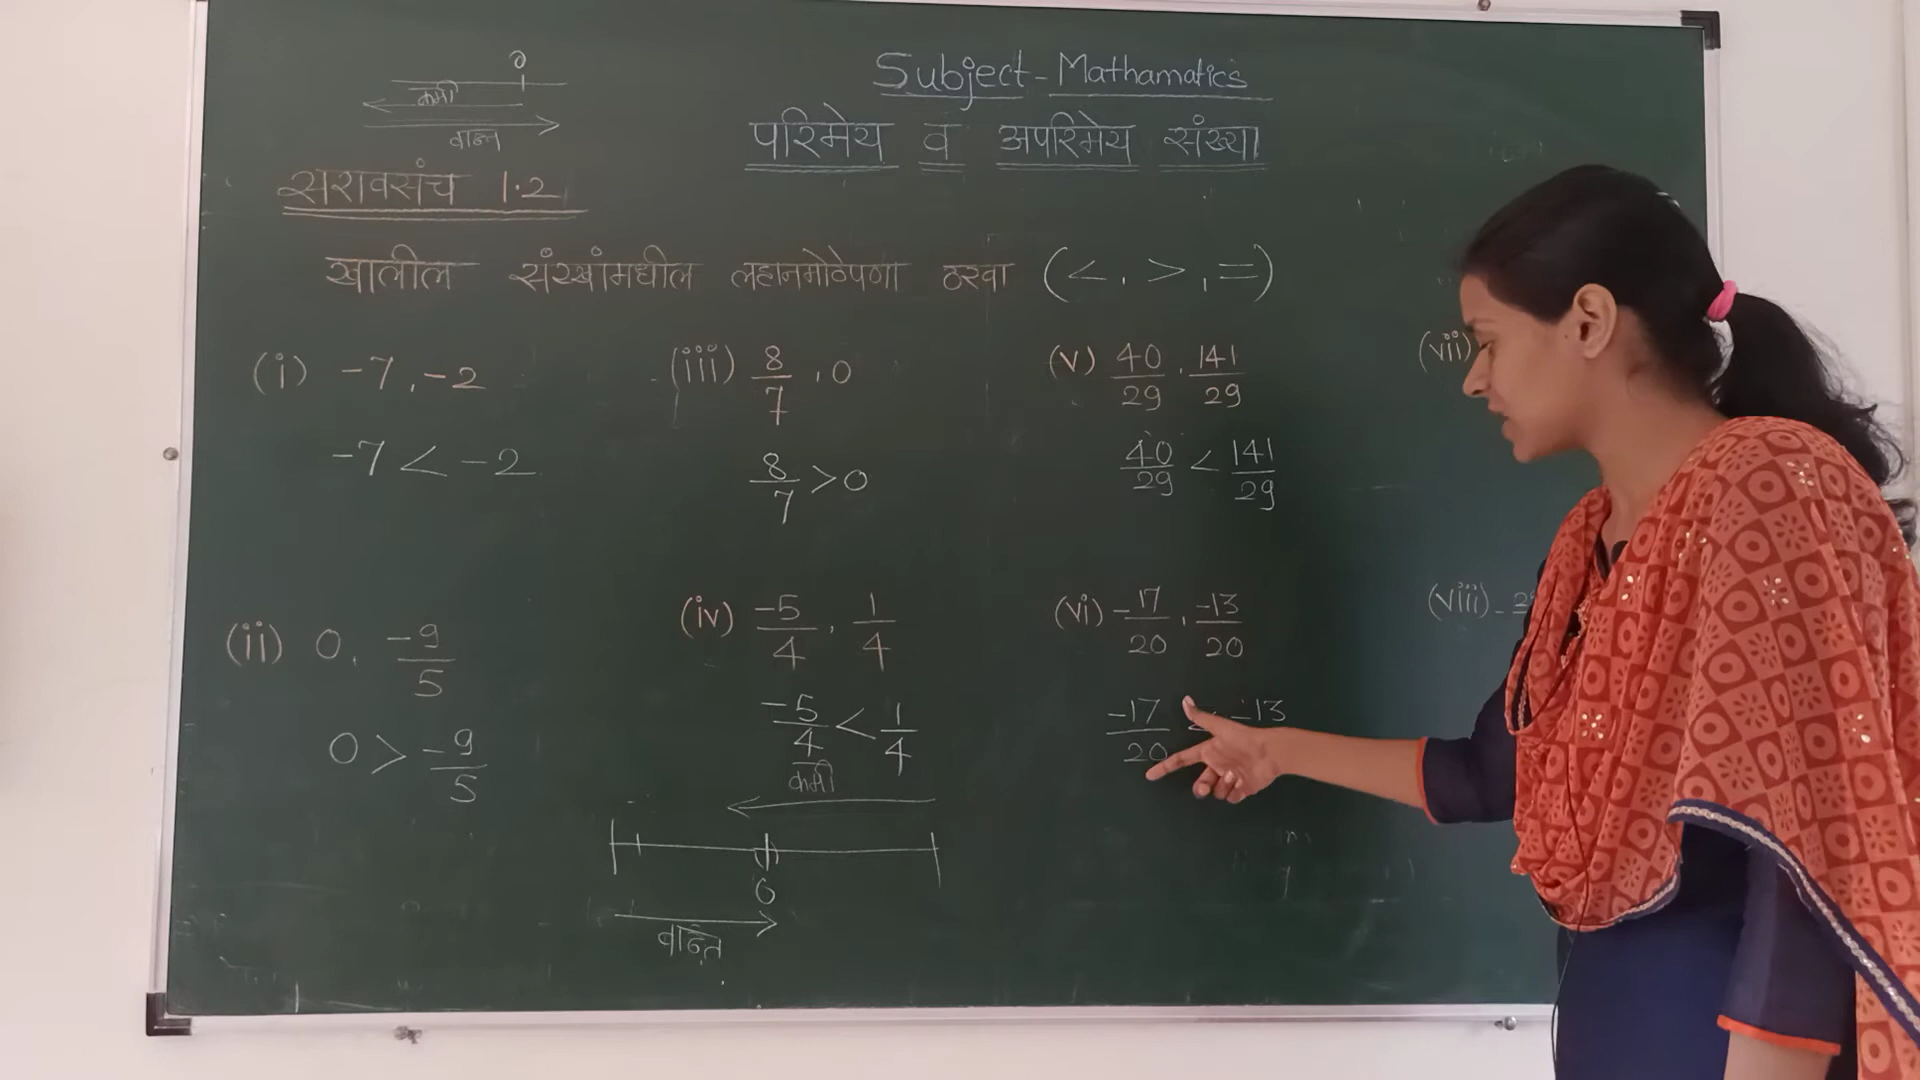 0
कमी
वाढत
Subject - Mathamatics
परिमेय व अपरिमेय संख्या
सरावसंच 1.2
खालील संख्यांमधील लहानमोठेपणा ठरवा (<, >, =)
(i) -7, -2
-7 < -2
(ii) 0, -9/5
0 > -9/5
(iii) 8/7, 0
8/7 > 0
(iv) -5/4, 1/4
-5/4 < 1/4
कमी
0
वाढत
(v) 40/29, 141/29
40/29 < 141/29
(vi) -17/20, -13/20
-17/20 < -13
(vii)
(viii)